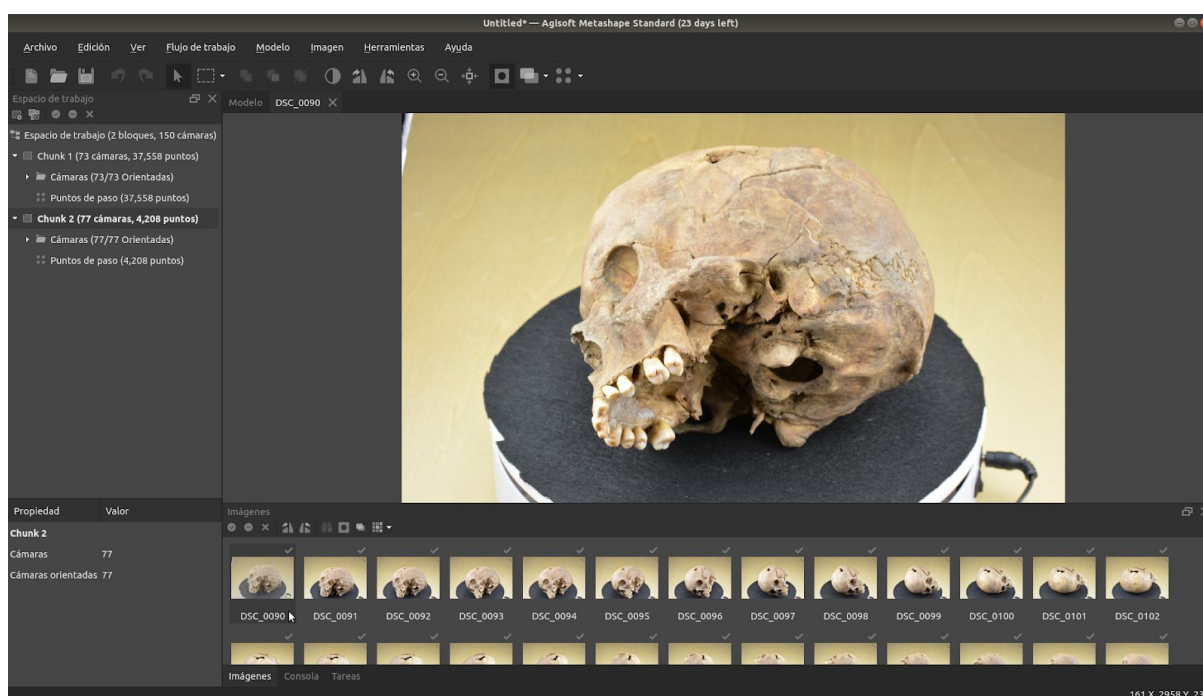 Untitled* — Agisoft Metashape Standard (23 days left)
Archivo Edición Ver Flujo de trabajo Modelo Imagen Herramientas Ayuda
Espacio de trabajo
Modelo DSC_0090
Espacio de trabajo (2 bloques, 150 cámaras)
Chunk 1 (73 cámaras, 37,558 puntos)
Cámaras (73/73 Orientadas)
Puntos de paso (37,558 puntos)
Chunk 2 (77 cámaras, 4,208 puntos)
Cámaras (77/77 Orientadas)
Puntos de paso (4,208 puntos)
Propiedad Valor
Chunk 2
Cámaras 77
Cámaras orientadas 77
Imágenes
DSC_0090 DSC_0091 DSC_0092 DSC_0093 DSC_0094 DSC_0095 DSC_0096 DSC_0097 DSC_0098 DSC_0099 DSC_0100 DSC_0101 DSC_0102
Imágenes Consola Tareas